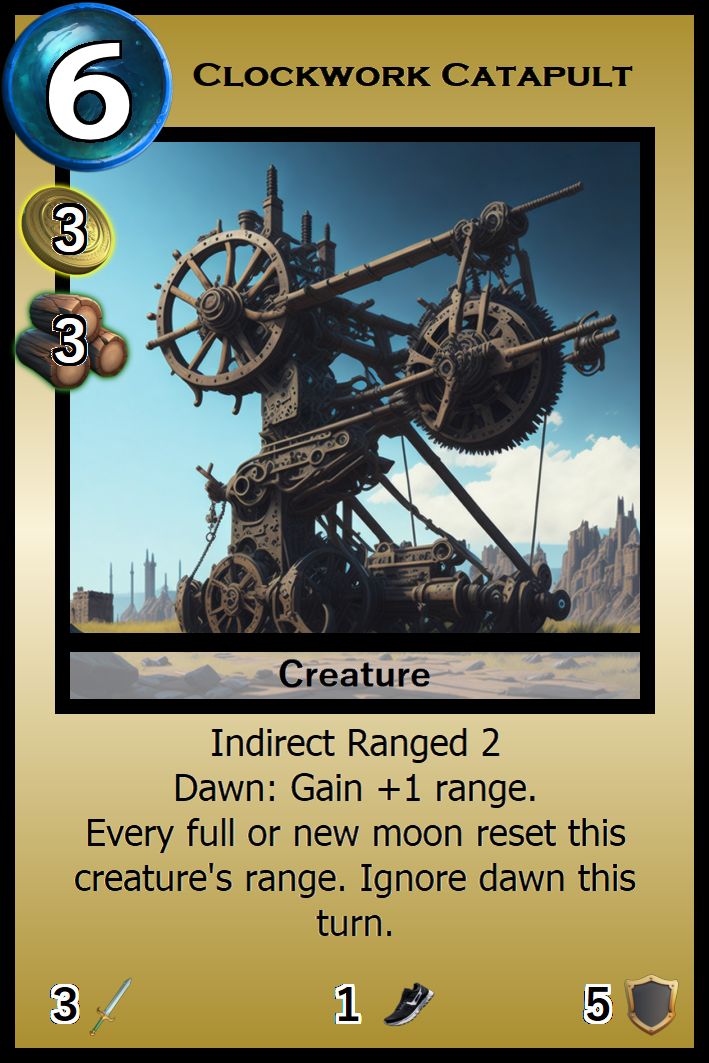 6
Clockwork Catapult
3
3
Creature
Indirect Ranged 2
Dawn: Gain +1 range.
Every full or new moon reset this
creature's range. Ignore dawn this
turn.
3
1
5